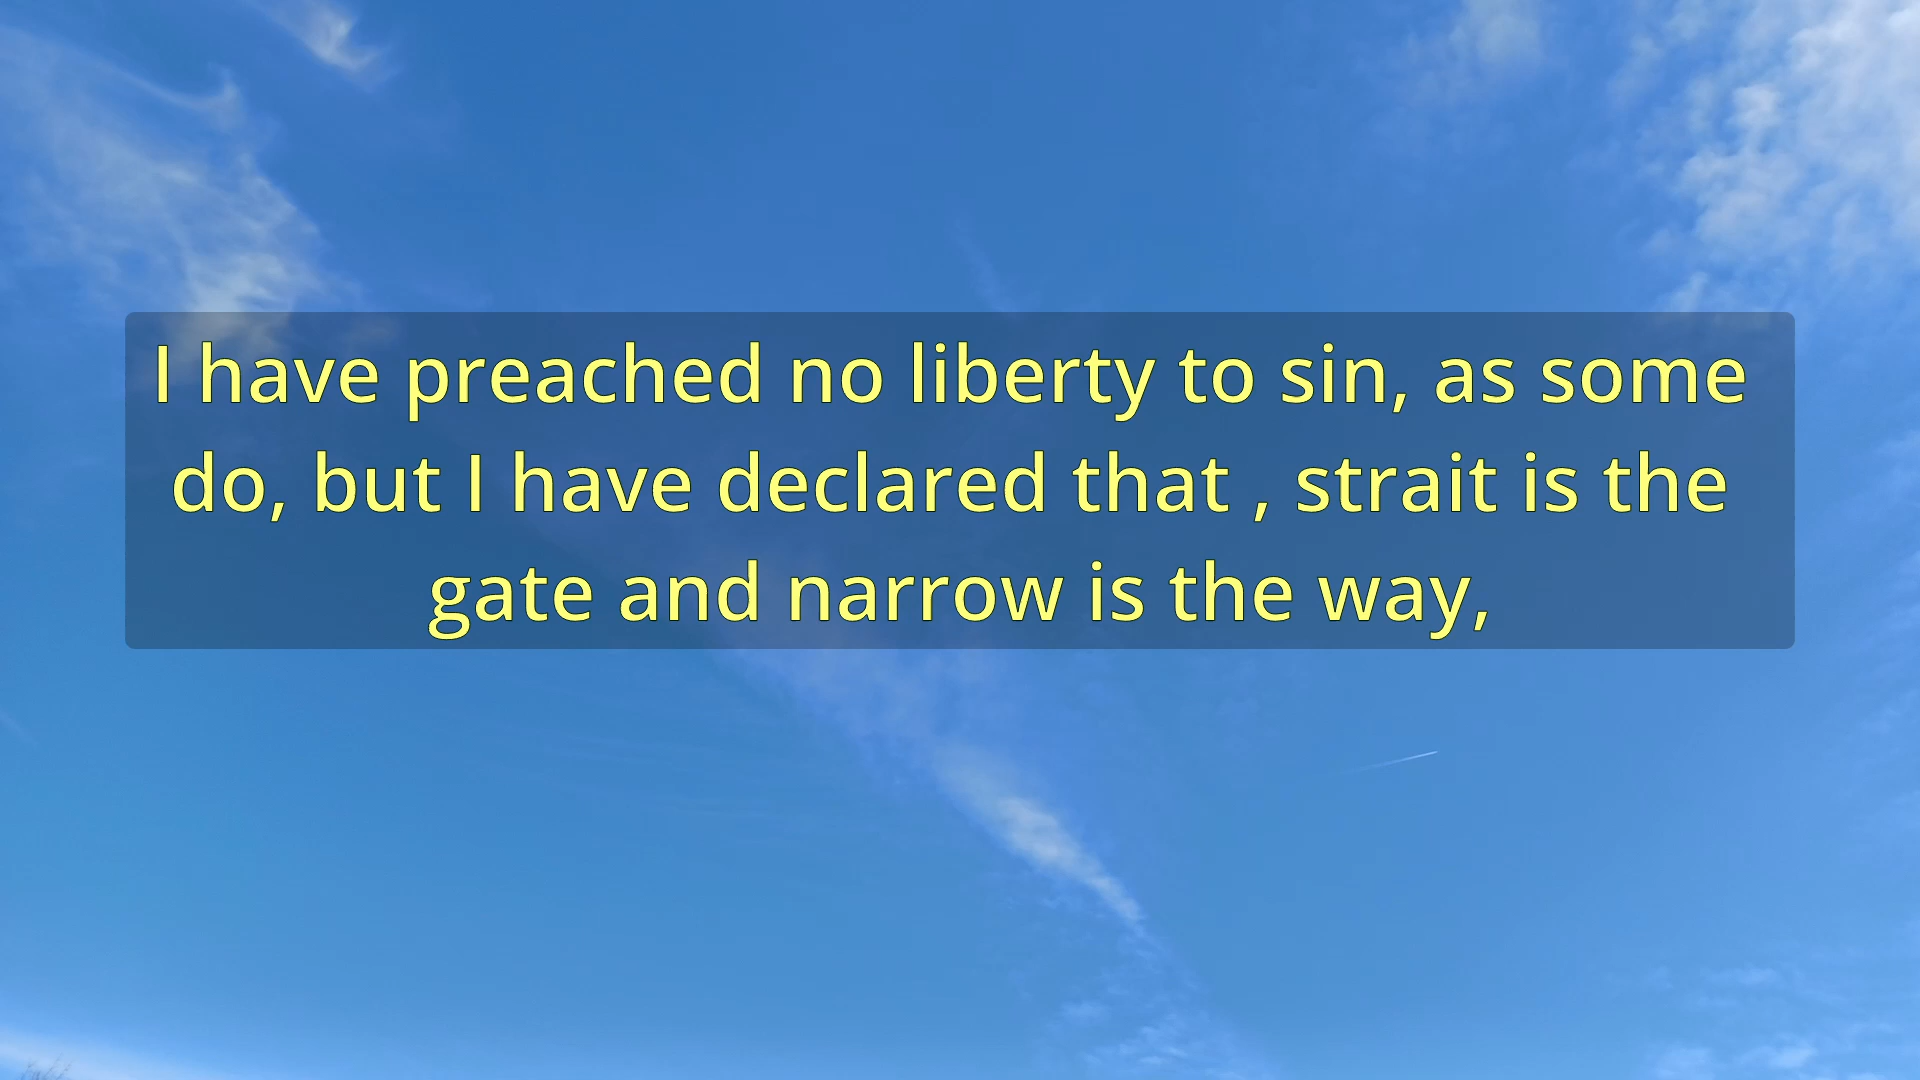 I have preached no liberty to sin, as some
do, but I have declared that , strait is the
gate and narrow is the way,